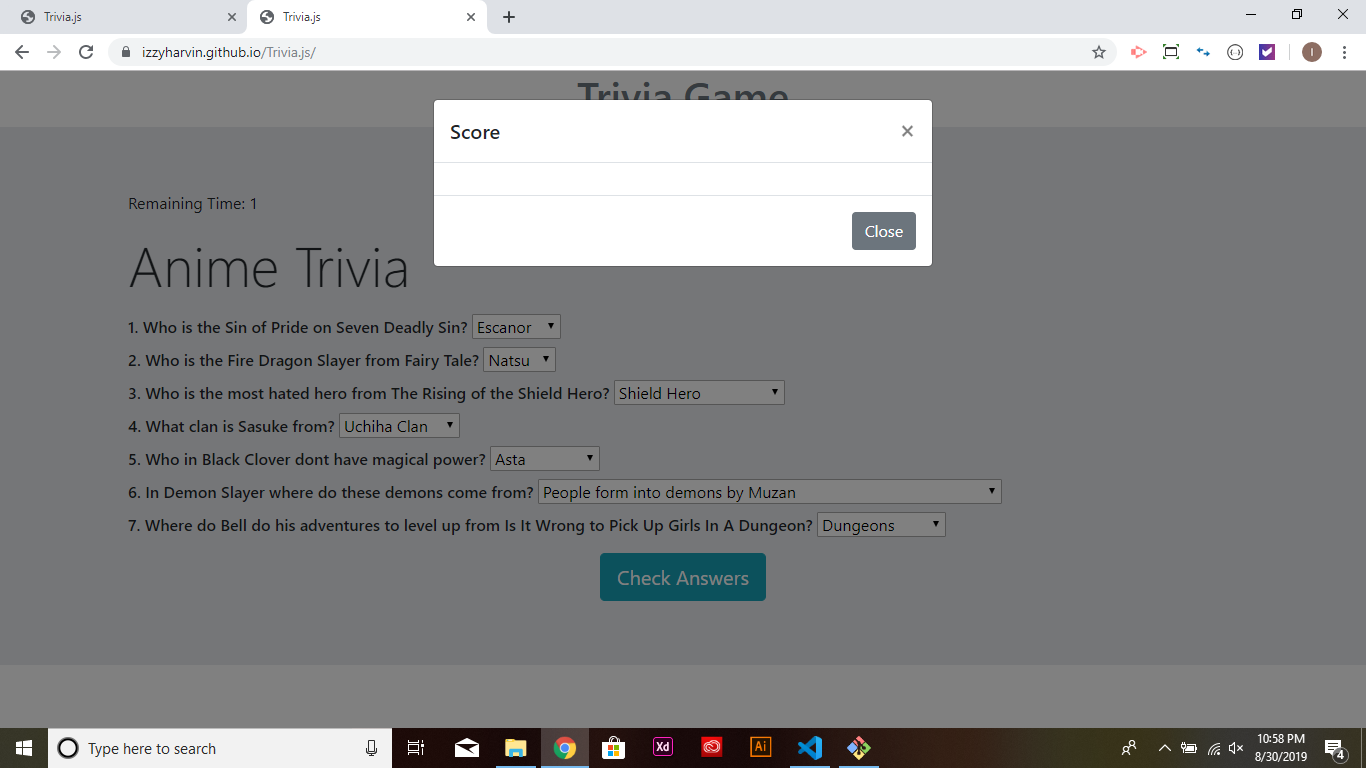 Trivia.js
Trivia.js
izzyharvin.github.io/Trivia.js/
I
Trivia Game
Score
×
Remaining Time: 1
Close
Anime Trivia
1. Who is the Sin of Pride on Seven Deadly Sin? Escanor
2. Who is the Fire Dragon Slayer from Fairy Tale? Natsu
3. Who is the most hated hero from The Rising of the Shield Hero? Shield Hero
4. What clan is Sasuke from? Uchiha Clan
5. Who in Black Clover dont have magical power? Asta
6. In Demon Slayer where do these demons come from? People form into demons by Muzan
7. Where do Bell do his adventures to level up from Is It Wrong to Pick Up Girls In A Dungeon? Dungeons
Check Answers
Type here to search
Xd
Ai
10:58 PM
8/30/2019
4